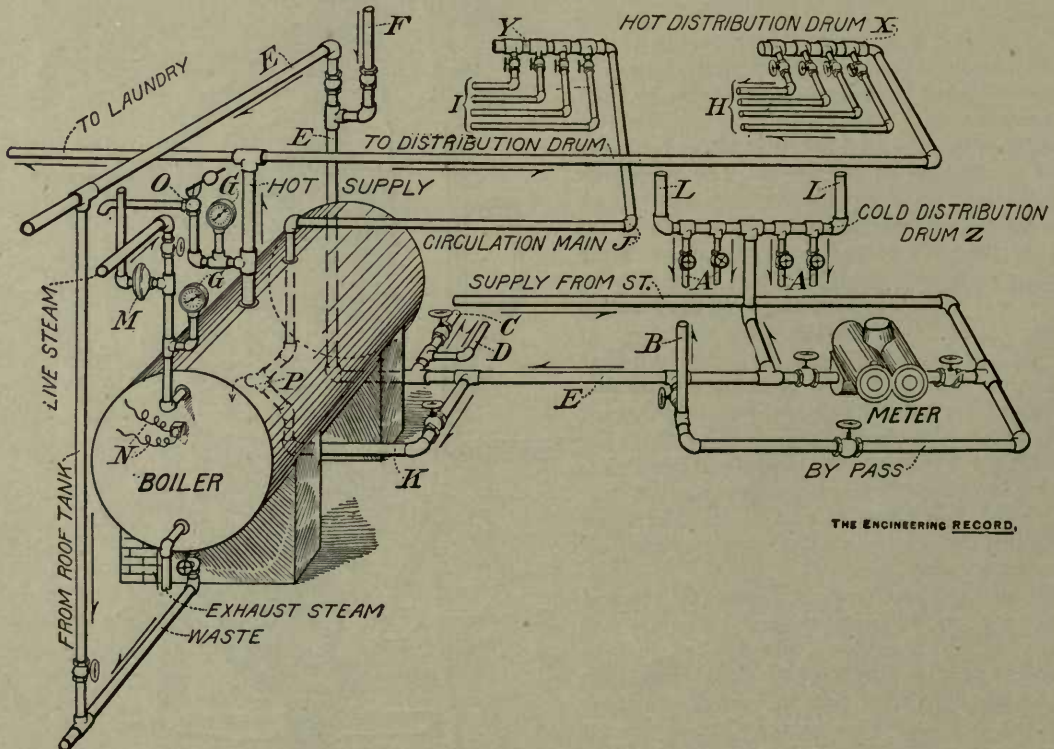 F
Y
HOT DISTRIBUTION DRUM X
E
TO LAUNDRY
I
H
E
TO DISTRIBUTION DRUM
O
G
HOT SUPPLY
L
L
CIRCULATION MAIN J
COLD DISTRIBUTION
DRUM Z
G
M
A
A
SUPPLY FROM ST.
C
D
B
LIVE STEAM
P
E
METER
N
BOILER
K
BY PASS
FROM ROOF TANK
THE ENGINEERING RECORD,
EXHAUST STEAM
WASTE